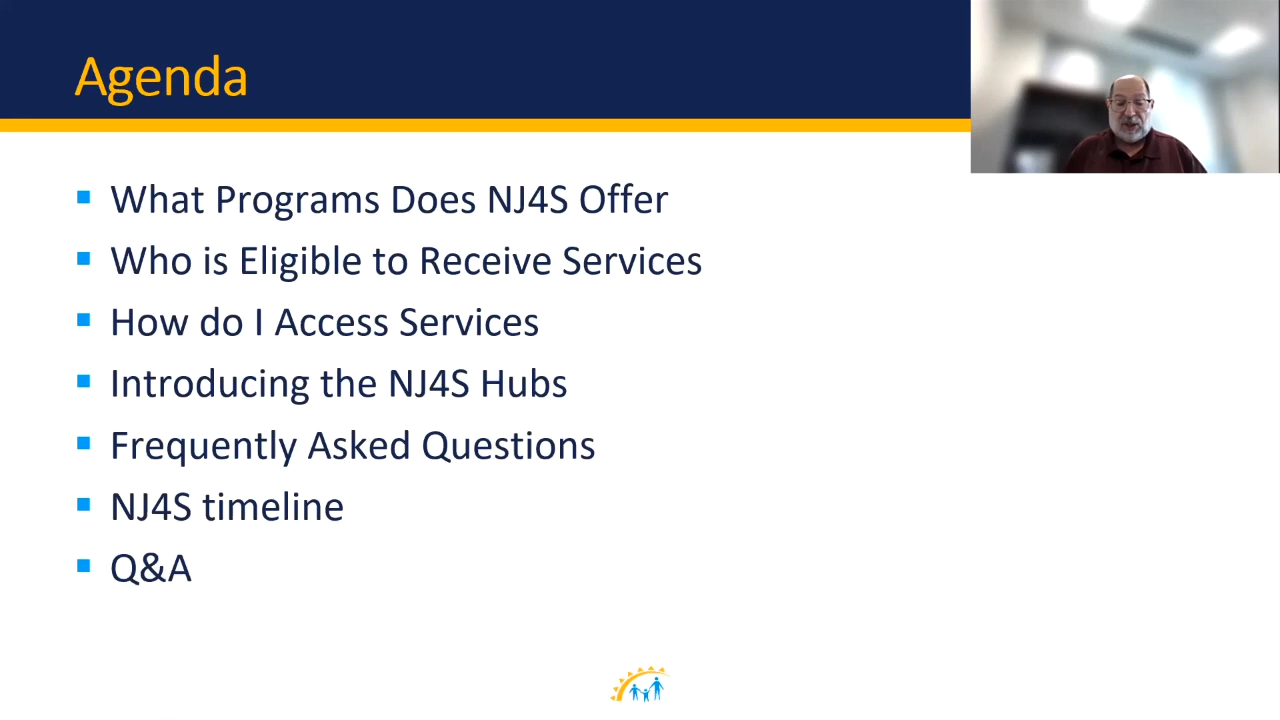 Agenda
What Programs Does NJ4S Offer
Who is Eligible to Receive Services
How do I Access Services
Introducing the NJ4S Hubs
Frequently Asked Questions
NJ4S timeline
Q&A